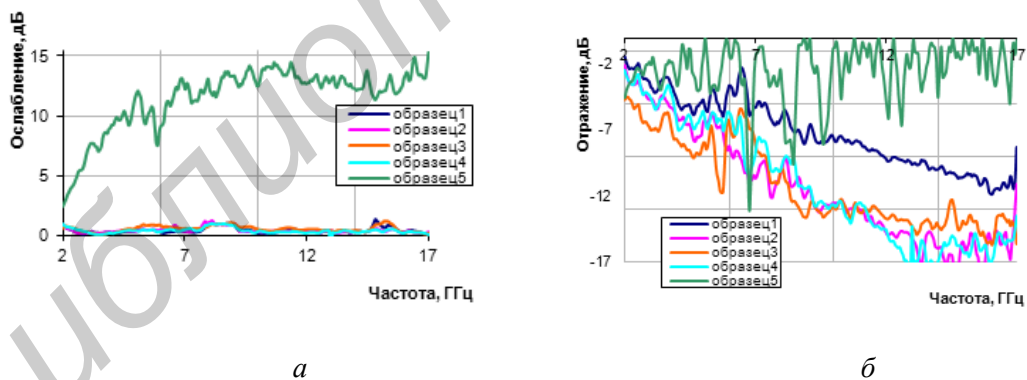 Ослабление, дБ
15
10
5
0
2
7
12
17
образец1
образец2
образец3
образец4
образец5
Частота, ГГц
а
Отражение, дБ
2
7
17
-2
-7
-12
-17
образец1
образец2
образец3
образец4
образец5
Частота, ГГц
б